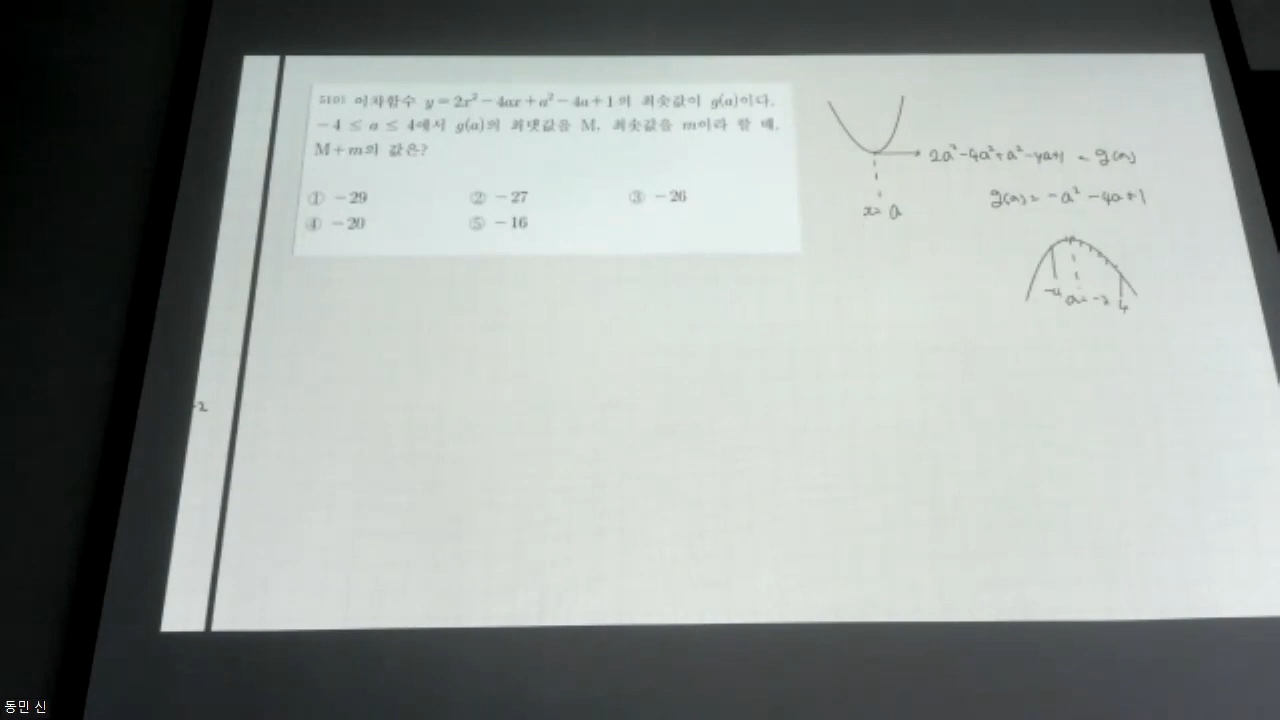 510) 이차함수 y=2x²-4ax+a²-4a+1의 최솟값이 g(a)이다.
-4 ≤ a ≤ 4에서 g(a)의 최댓값을 M, 최솟값을 m이라 할 때,
M+m의 값은?
① -29 ② -27 ③ -26
④ -20 ⑤ -16
2a²-4a²+a²-4a+1 = g(a)
x=a
g(a)= -a²-4a+1
-4 a=-2 4
-2
동민 신